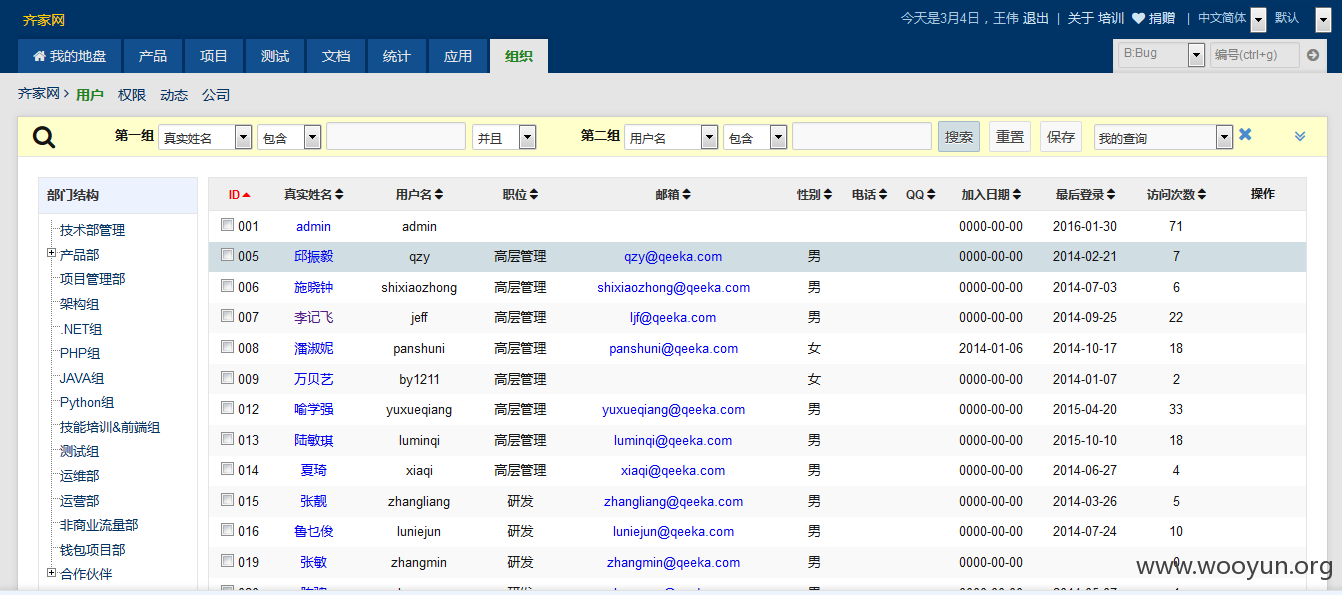 齐家网
今天是3月4日，王伟 退出 | 关于 培训 捐赠 | 中文简体 默认
我的地盘 产品 项目 测试 文档 统计 应用 组织
B:Bug 编号(ctrl+g)
齐家网 › 用户 权限 动态 公司
第一组 真实姓名 包含 并且 第二组 用户名 包含 搜索 重置 保存 我的查询
部门结构
技术部管理
产品部
项目管理部
架构组
.NET组
PHP组
JAVA组
Python组
技能培训&前端组
测试组
运维部
运营部
非商业流量部
钱包项目部
合作伙伴
ID 真实姓名 用户名 职位 邮箱 性别 电话 QQ 加入日期 最后登录 访问次数 操作
001 admin admin 0000-00-00 2016-01-30 71
005 邱振毅 qzy 高层管理 qzy@qeeka.com 男 0000-00-00 2014-02-21 7
006 施晓钟 shixiaozhong 高层管理 shixiaozhong@qeeka.com 男 0000-00-00 2014-07-03 6
007 李记飞 jeff 高层管理 ljf@qeeka.com 男 0000-00-00 2014-09-25 22
008 潘淑妮 panshuni 高层管理 panshuni@qeeka.com 女 2014-01-06 2014-10-17 18
009 万贝艺 by1211 高层管理 女 0000-00-00 2014-01-07 2
012 喻学强 yuxueqiang 高层管理 yuxueqiang@qeeka.com 男 0000-00-00 2015-04-20 33
013 陆敏琪 luminqi 高层管理 luminqi@qeeka.com 男 0000-00-00 2015-10-10 18
014 夏琦 xiaqi 高层管理 xiaqi@qeeka.com 男 0000-00-00 2014-06-27 4
015 张靓 zhangliang 研发 zhangliang@qeeka.com 男 0000-00-00 2014-03-26 5
016 鲁乜俊 luniejun 研发 luniejun@qeeka.com 男 0000-00-00 2014-07-24 10
019 张敏 zhangmin 研发 zhangmin@qeeka.com 男 0000-00-00 0
www.wooyun.org